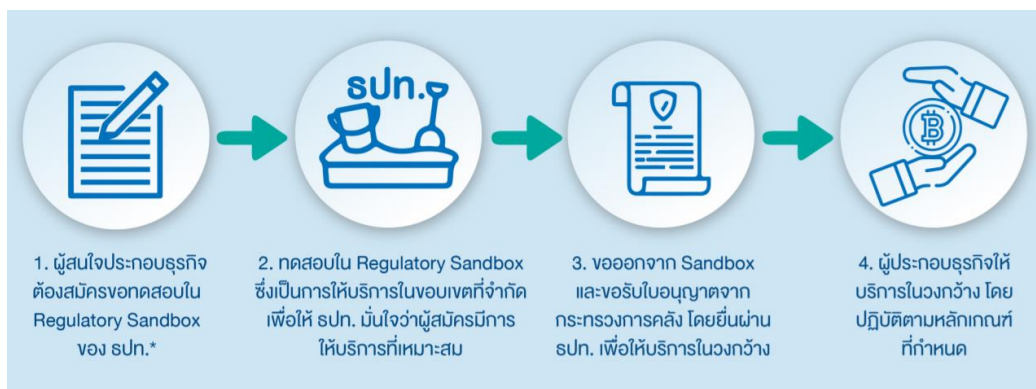 ธปท.
1. ผู้สนใจประกอบธุรกิจ
ต้องสมัครขอทดสอบใน
Regulatory Sandbox
ของ ธปท.*
2. ทดสอบใน Regulatory Sandbox
ซึ่งเป็นการให้บริการในขอบเขตที่จำกัด
เพื่อให้ ธปท. มั่นใจว่าผู้สมัครมีการ
ให้บริการที่เหมาะสม
3. ขอออกจาก Sandbox
และขอรับใบอนุญาตจาก
กระทรวงการคลัง โดยยื่นผ่าน
ธปท. เพื่อให้บริการในวงกว้าง
4. ผู้ประกอบธุรกิจให้
บริการในวงกว้าง โดย
ปฏิบัติตามหลักเกณฑ์
ที่กำหนด